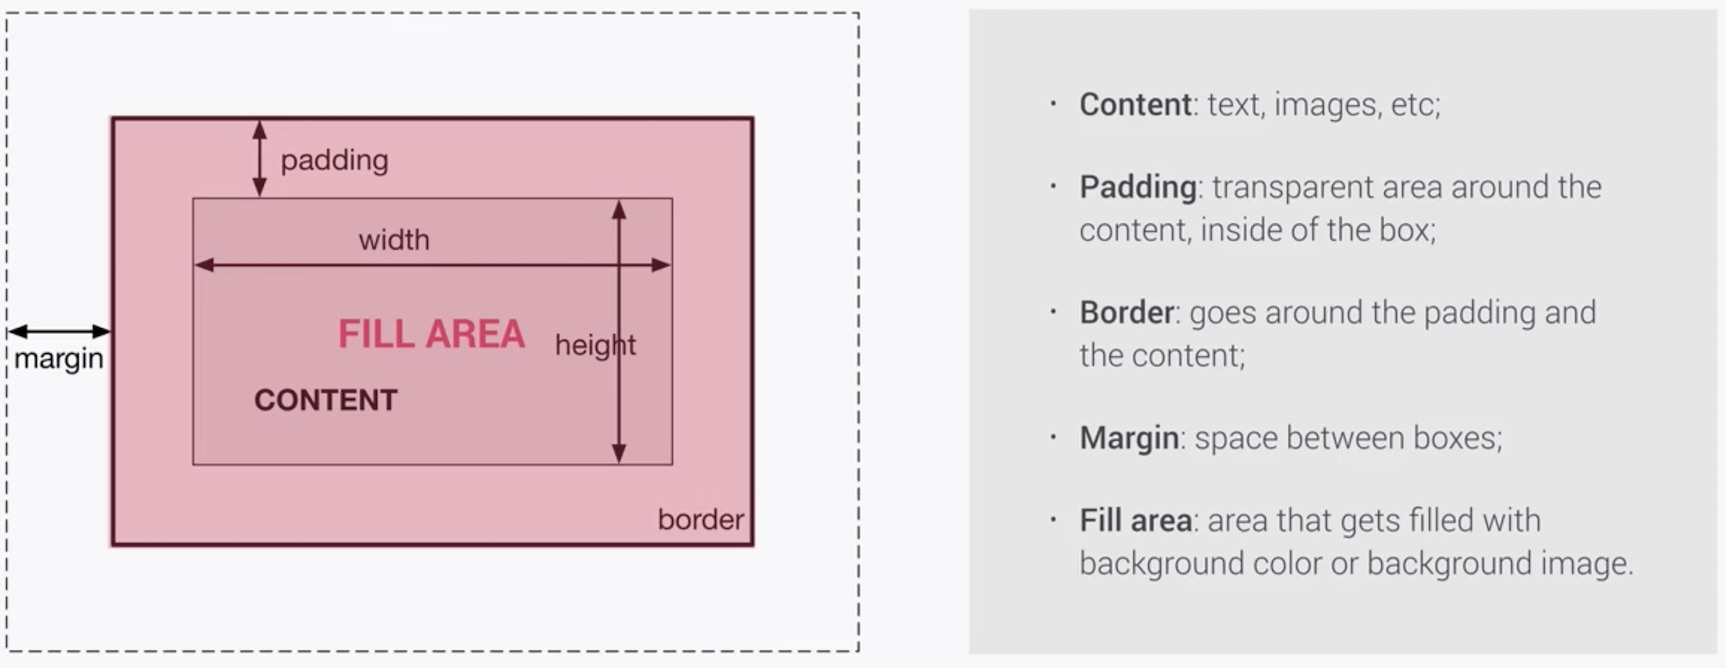 padding
width
FILL AREA
height
margin
CONTENT
border
· Content: text, images, etc;
· Padding: transparent area around the
content, inside of the box;
· Border: goes around the padding and
the content;
· Margin: space between boxes;
· Fill area: area that gets filled with
background color or background image.